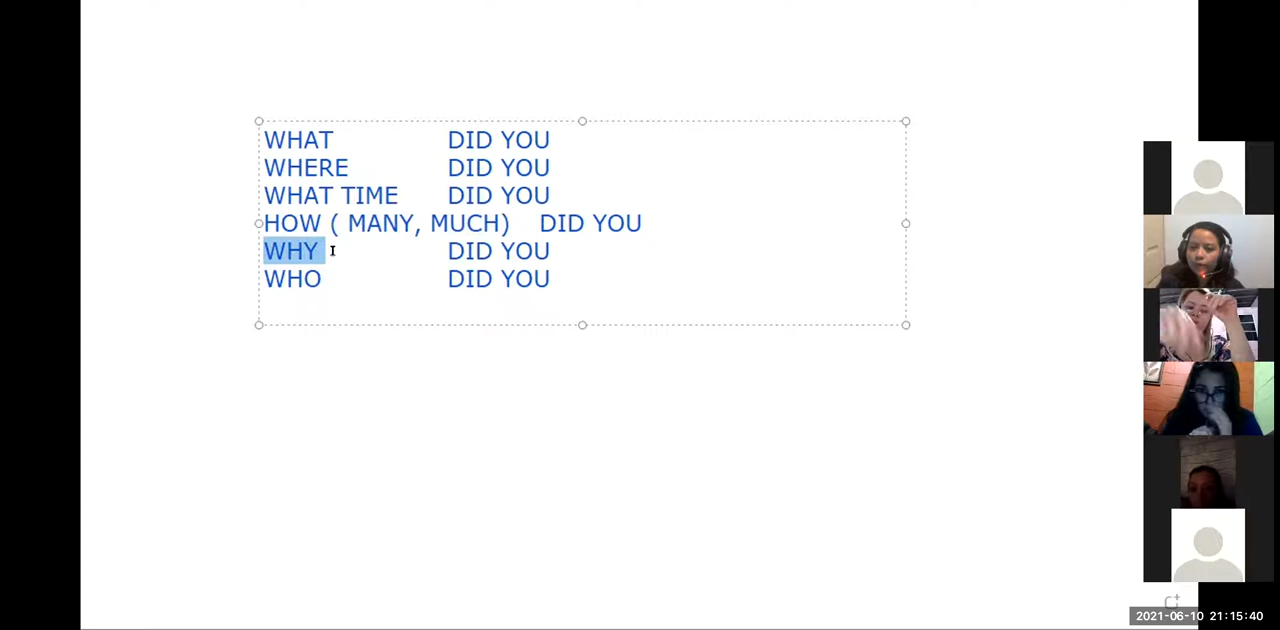 WHAT DID YOU
WHERE DID YOU
WHAT TIME DID YOU
HOW ( MANY, MUCH) DID YOU
WHY DID YOU
WHO DID YOU
2021-06-10 21:15:40